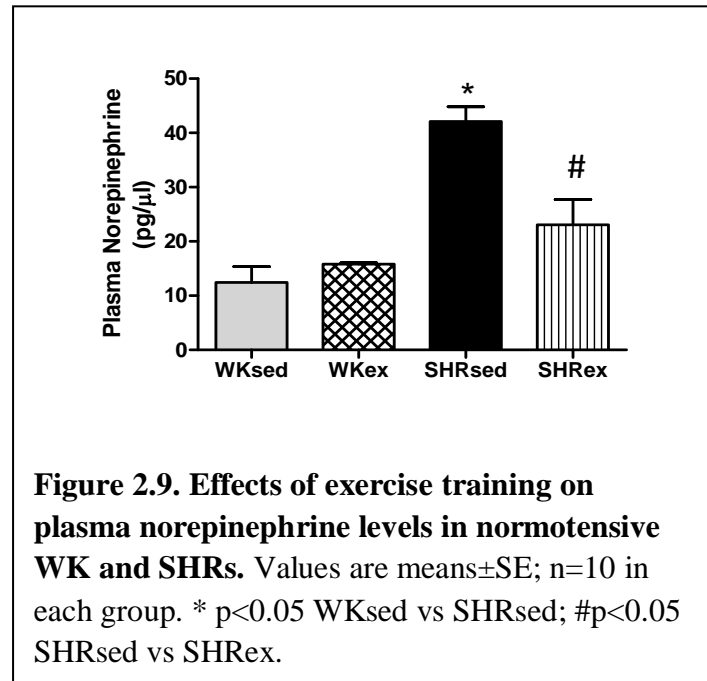 Plasma Norepinephrine
(pg/µl)
50
40
30
20
10
0
*
#
WKsed WKex SHRsed SHRex
Figure 2.9. Effects of exercise training on
plasma norepinephrine levels in normotensive
WK and SHRs. Values are means±SE; n=10 in
each group. * p<0.05 WKsed vs SHRsed; #p<0.05
SHRsed vs SHRex.